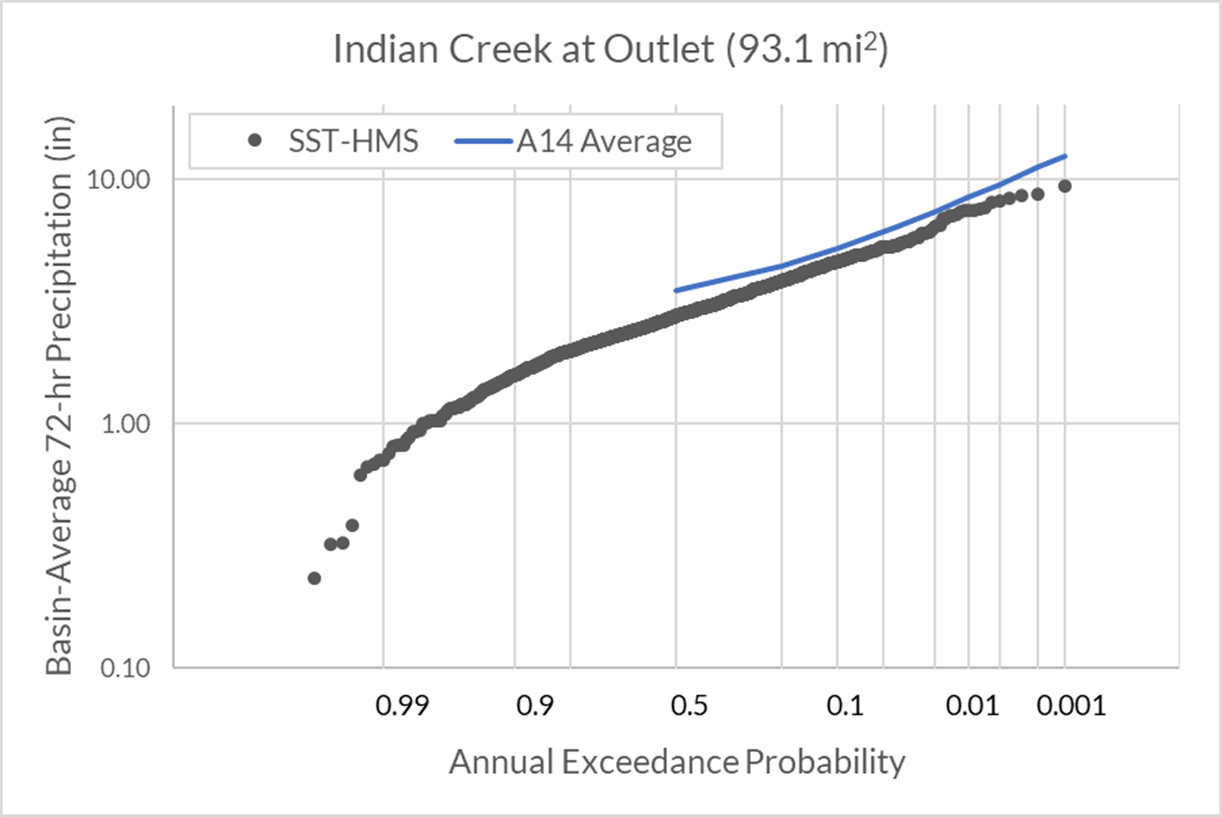 Indian Creek at Outlet (93.1 mi²)
SST-HMS
A14 Average
Basin-Average 72-hr Precipitation (in)
10.00
1.00
0.10
0.99 0.9 0.5 0.1 0.01 0.001
Annual Exceedance Probability